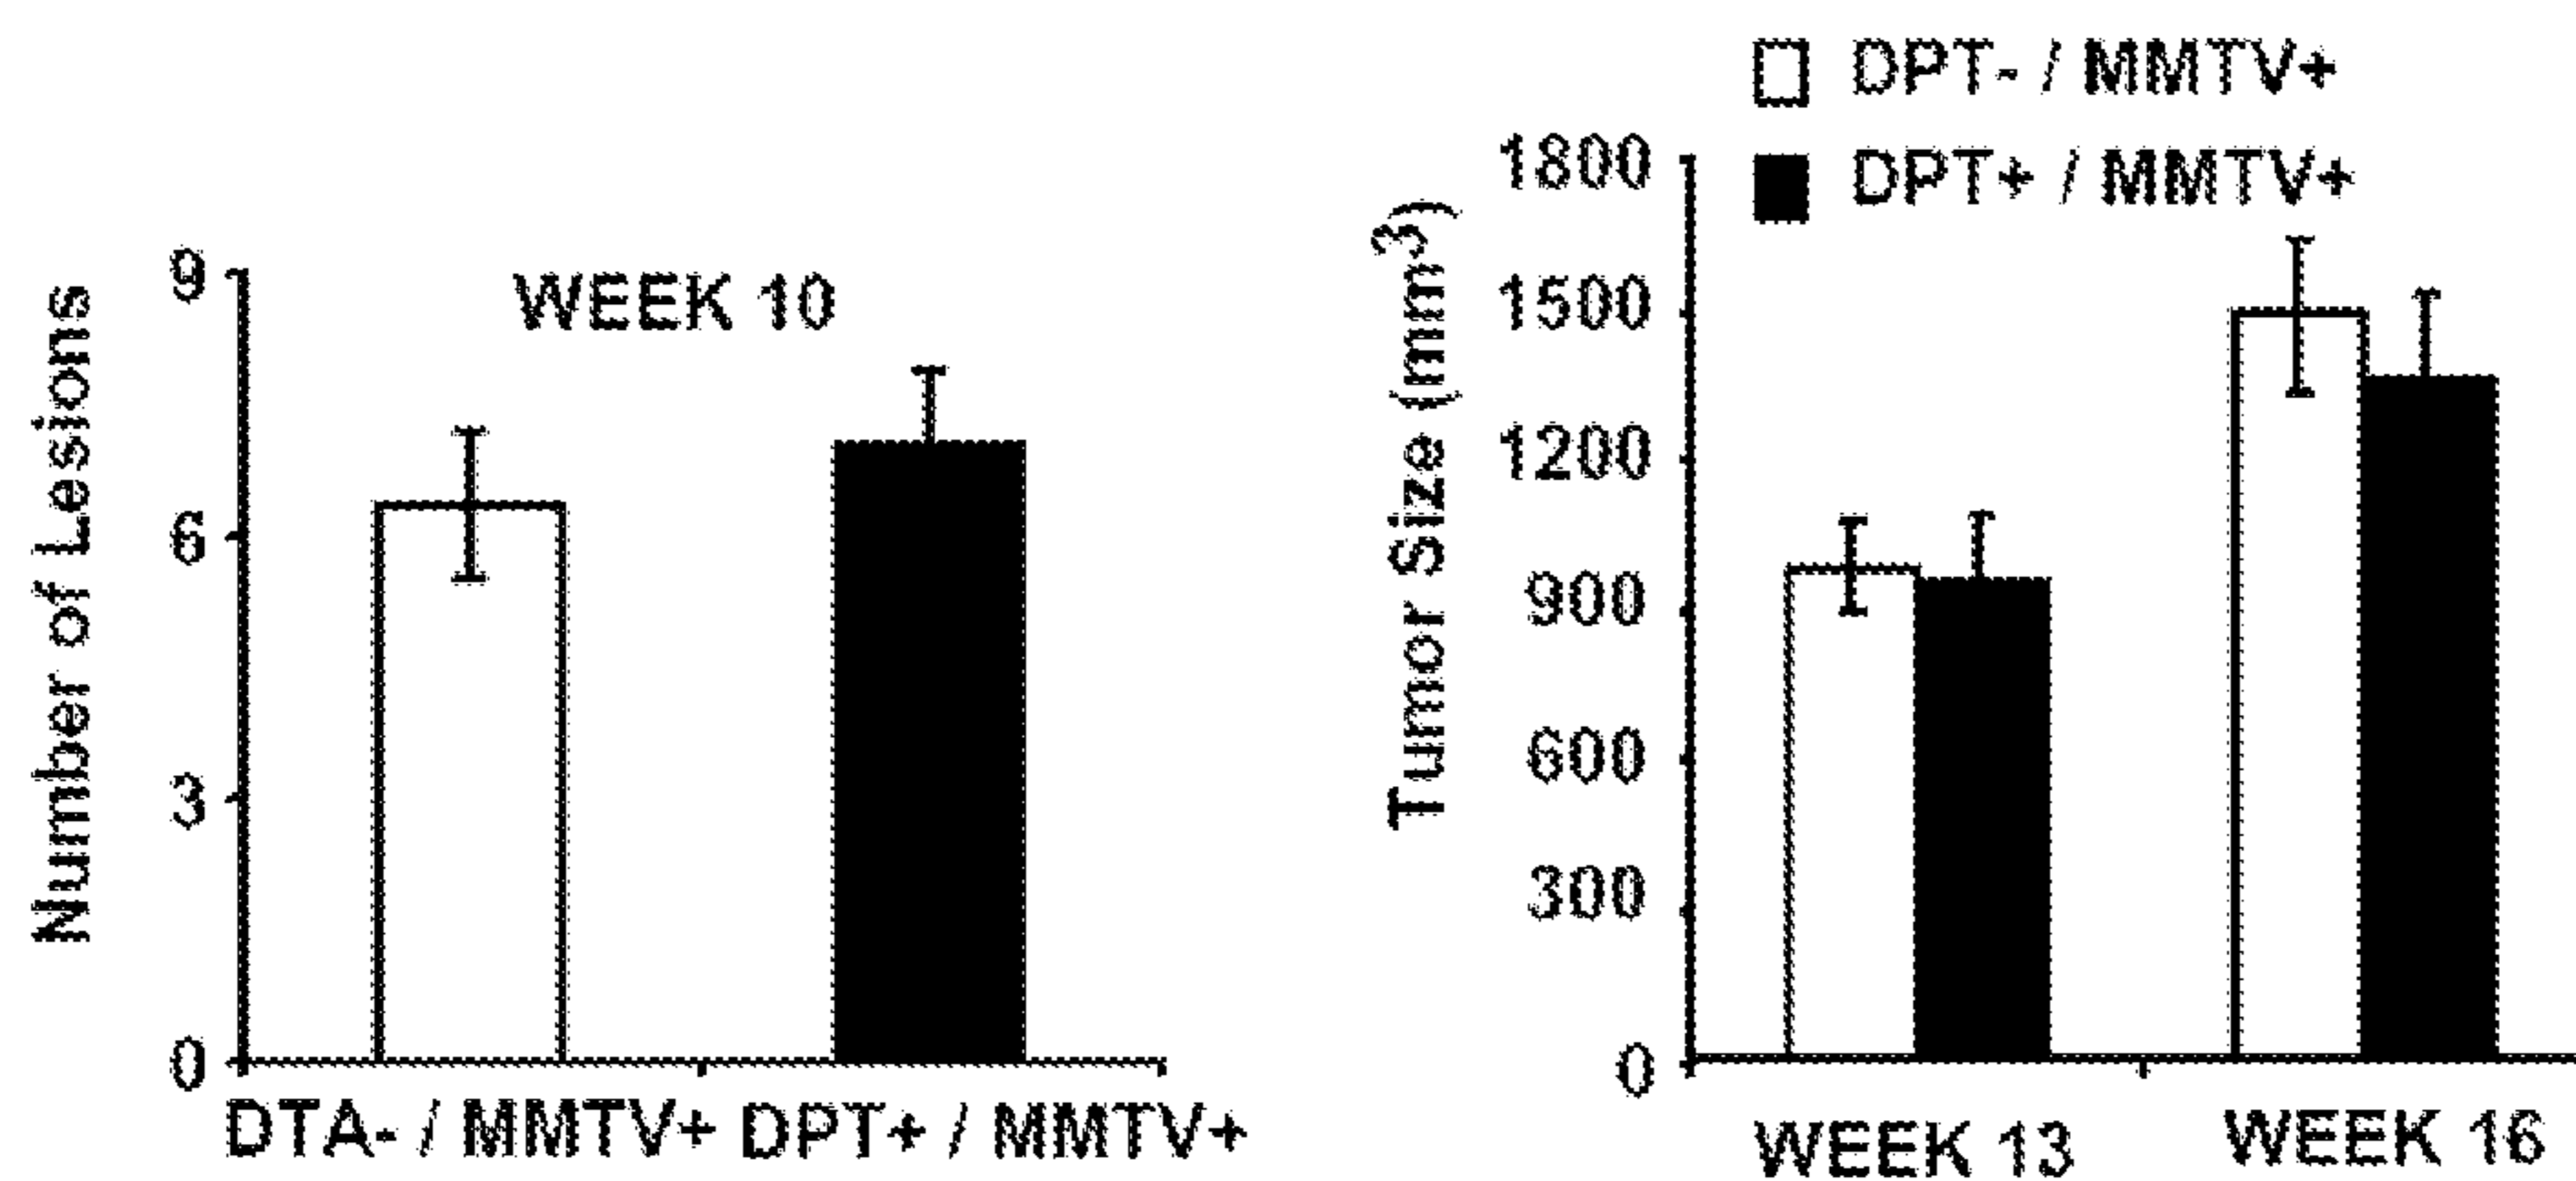 Number of Lesions
9
6
3
0
WEEK 10
DTA- / MMTV+ DPT+ / MMTV+
DPT- / MMTV+
DPT+ / MMTV+
Tumor Size (mm³)
1800
1500
1200
900
600
300
0
WEEK 13 WEEK 16